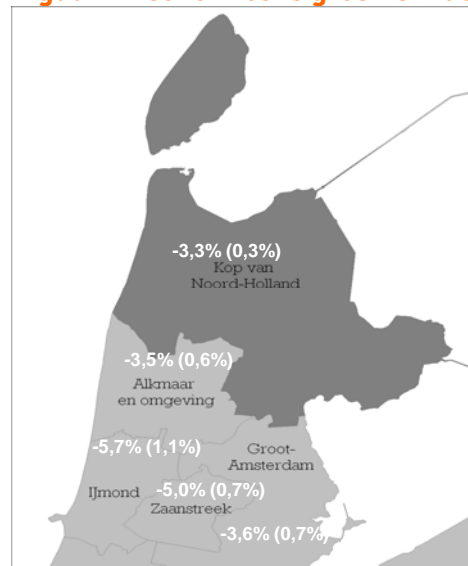 -3,3% (0,3%)
Kop van
Noord-Holland
-3,5% (0,6%)
Alkmaar
en omgeving
-5,7% (1,1%)
Groot-
Amsterdam
IJmond
-5,0% (0,7%)
Zaanstreek
-3,6% (0,7%)